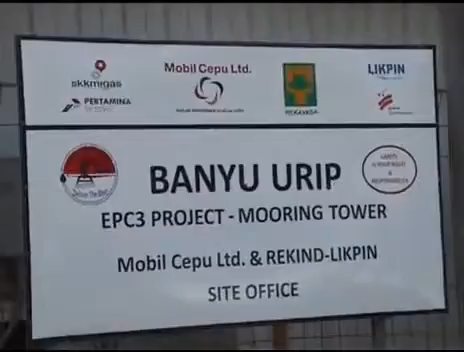 skkmigas
PERTAMINA
Mobil Cepu Ltd.
REKAYASA
LIKPIN
BANYU URIP
EPC3 PROJECT - MOORING TOWER
Mobil Cepu Ltd. & REKIND-LIKPIN
SITE OFFICE